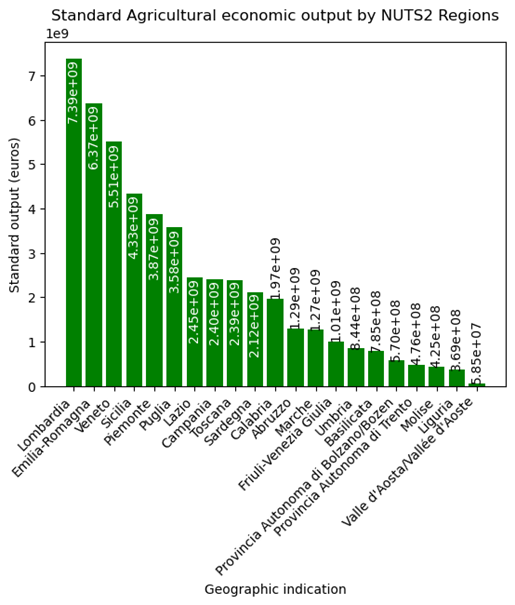 Standard Agricultural economic output by NUTS2 Regions
1e9
7
6
5
4
3
2
1
0
Standard output (euros)
7.39e+09
6.37e+09
5.51e+09
4.33e+09
3.87e+09
3.58e+09
2.45e+09
2.40e+09
2.39e+09
2.12e+09
1.97e+09
1.29e+09
1.27e+09
1.01e+09
8.44e+08
7.85e+08
5.70e+08
4.76e+08
4.25e+08
3.69e+08
5.85e+07
Lombardia
Emilia-Romagna
Veneto
Sicilia
Piemonte
Puglia
Lazio
Campania
Toscana
Sardegna
Calabria
Abruzzo
Marche
Friuli-Venezia Giulia
Umbria
Basilicata
Provincia Autonoma di Bolzano/Bozen
Provincia Autonoma di Trento
Molise
Liguria
Valle d'Aosta/Vallée d'Aoste
Geographic indication